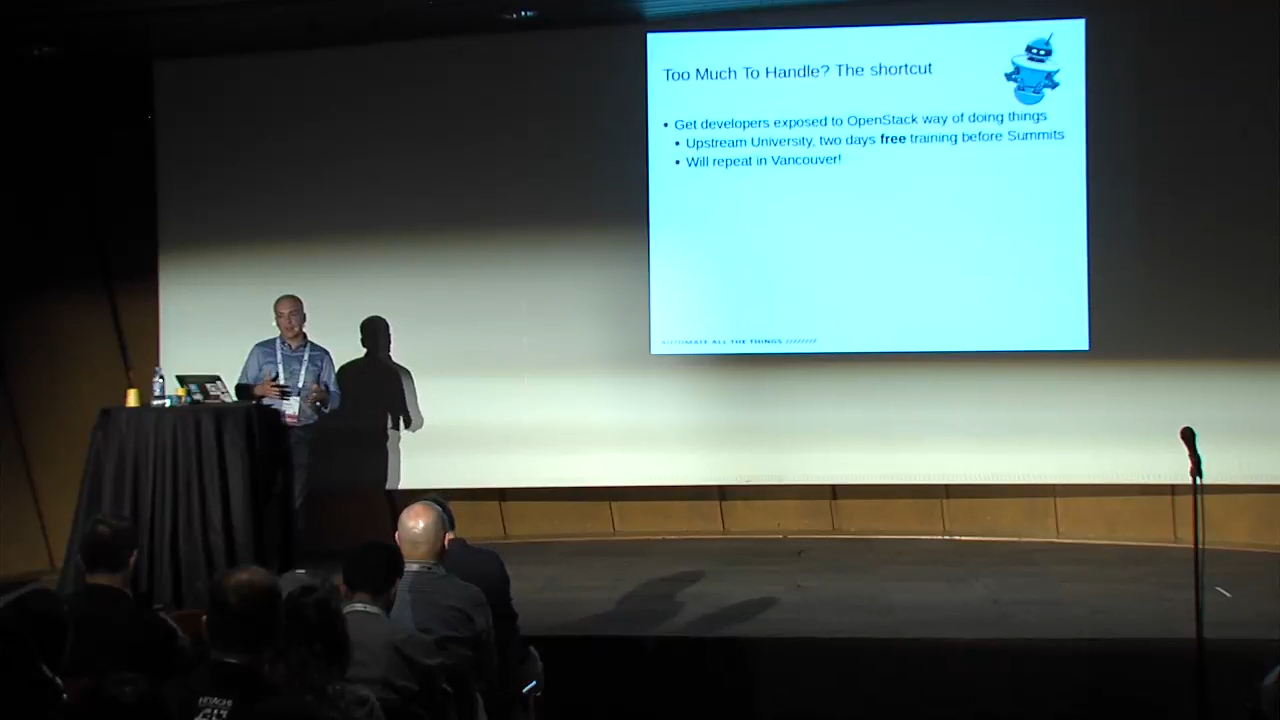 Too Much To Handle? The shortcut
• Get developers exposed to OpenStack way of doing things
• Upstream University, two days free training before Summits
• Will repeat in Vancouver!
AUTOMATE ALL THE THINGS ////////
HITACHI